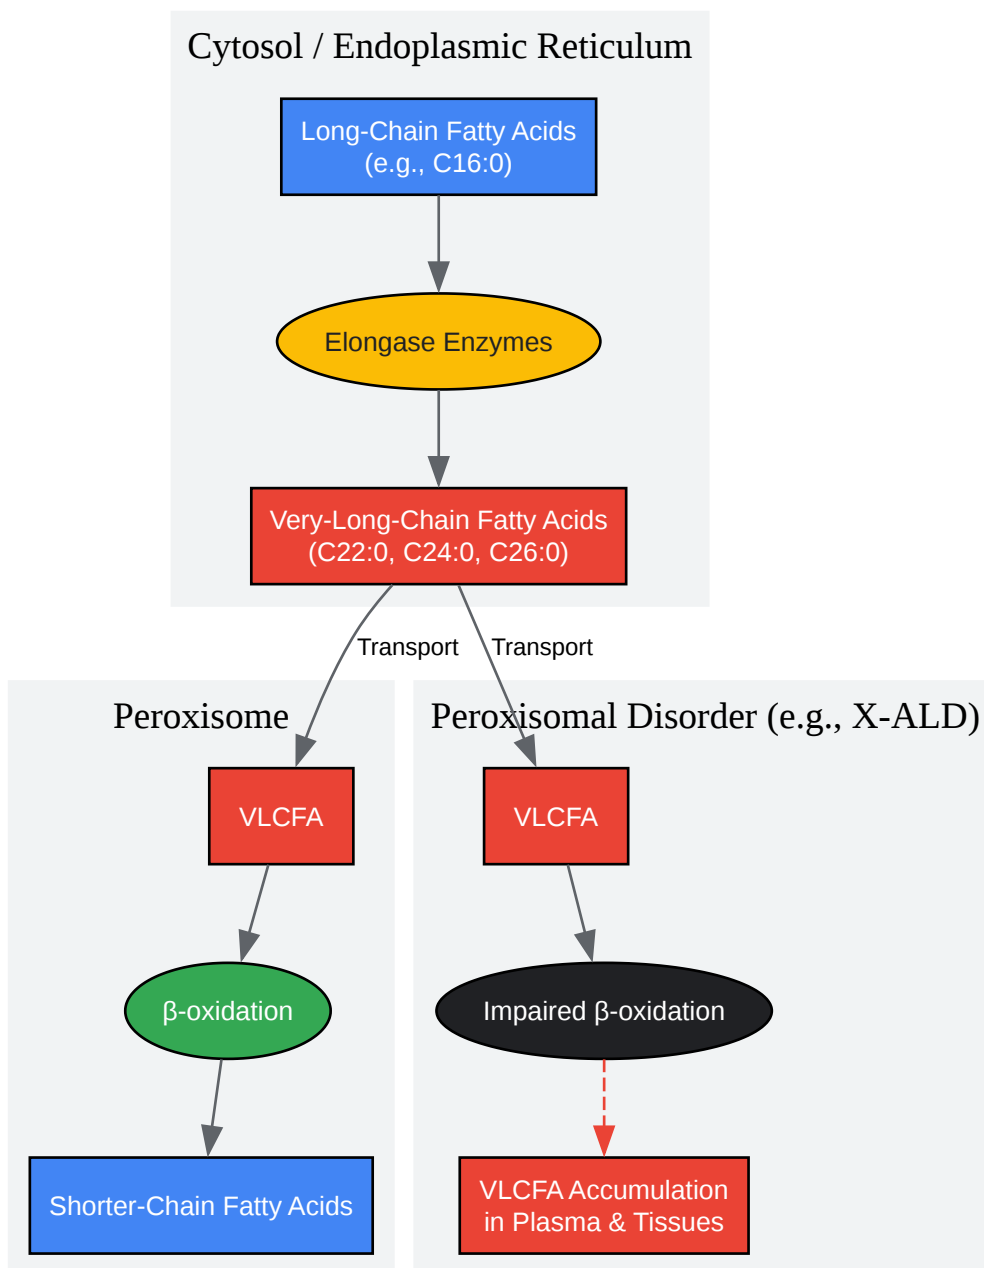 Cytosol / Endoplasmic Reticulum
Long-Chain Fatty Acids
(e.g., C16:0)
Elongase Enzymes
Very-Long-Chain Fatty Acids
(C22:0, C24:0, C26:0)
Transport
Transport
Peroxisome
VLCFA
β-oxidation
Shorter-Chain Fatty Acids
Peroxisomal Disorder (e.g., X-ALD)
VLCFA
Impaired β-oxidation
VLCFA Accumulation
in Plasma & Tissues